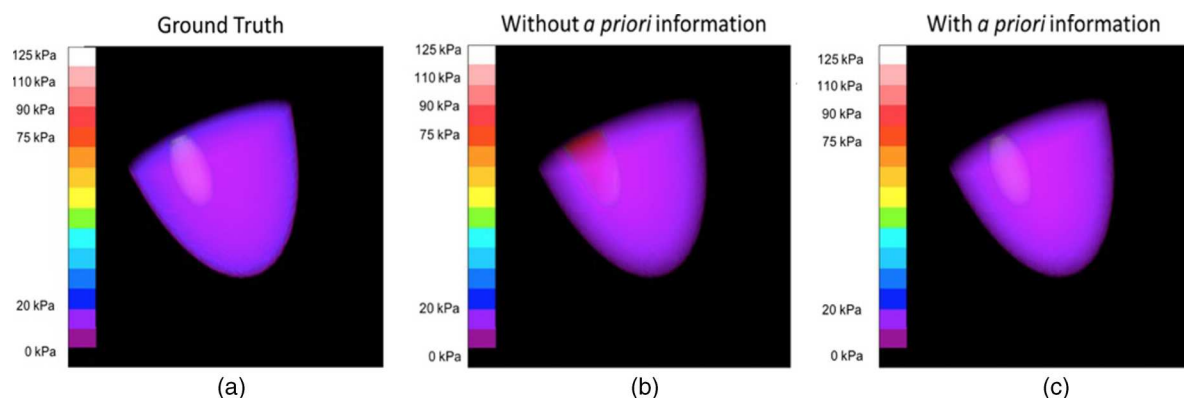 Ground Truth
125 kPa
110 kPa
90 kPa
75 kPa
20 kPa
0 kPa
(a)
Without a priori information
125 kPa
110 kPa
90 kPa
75 kPa
20 kPa
0 kPa
(b)
With a priori information
125 kPa
110 kPa
90 kPa
75 kPa
20 kPa
0 kPa
(c)